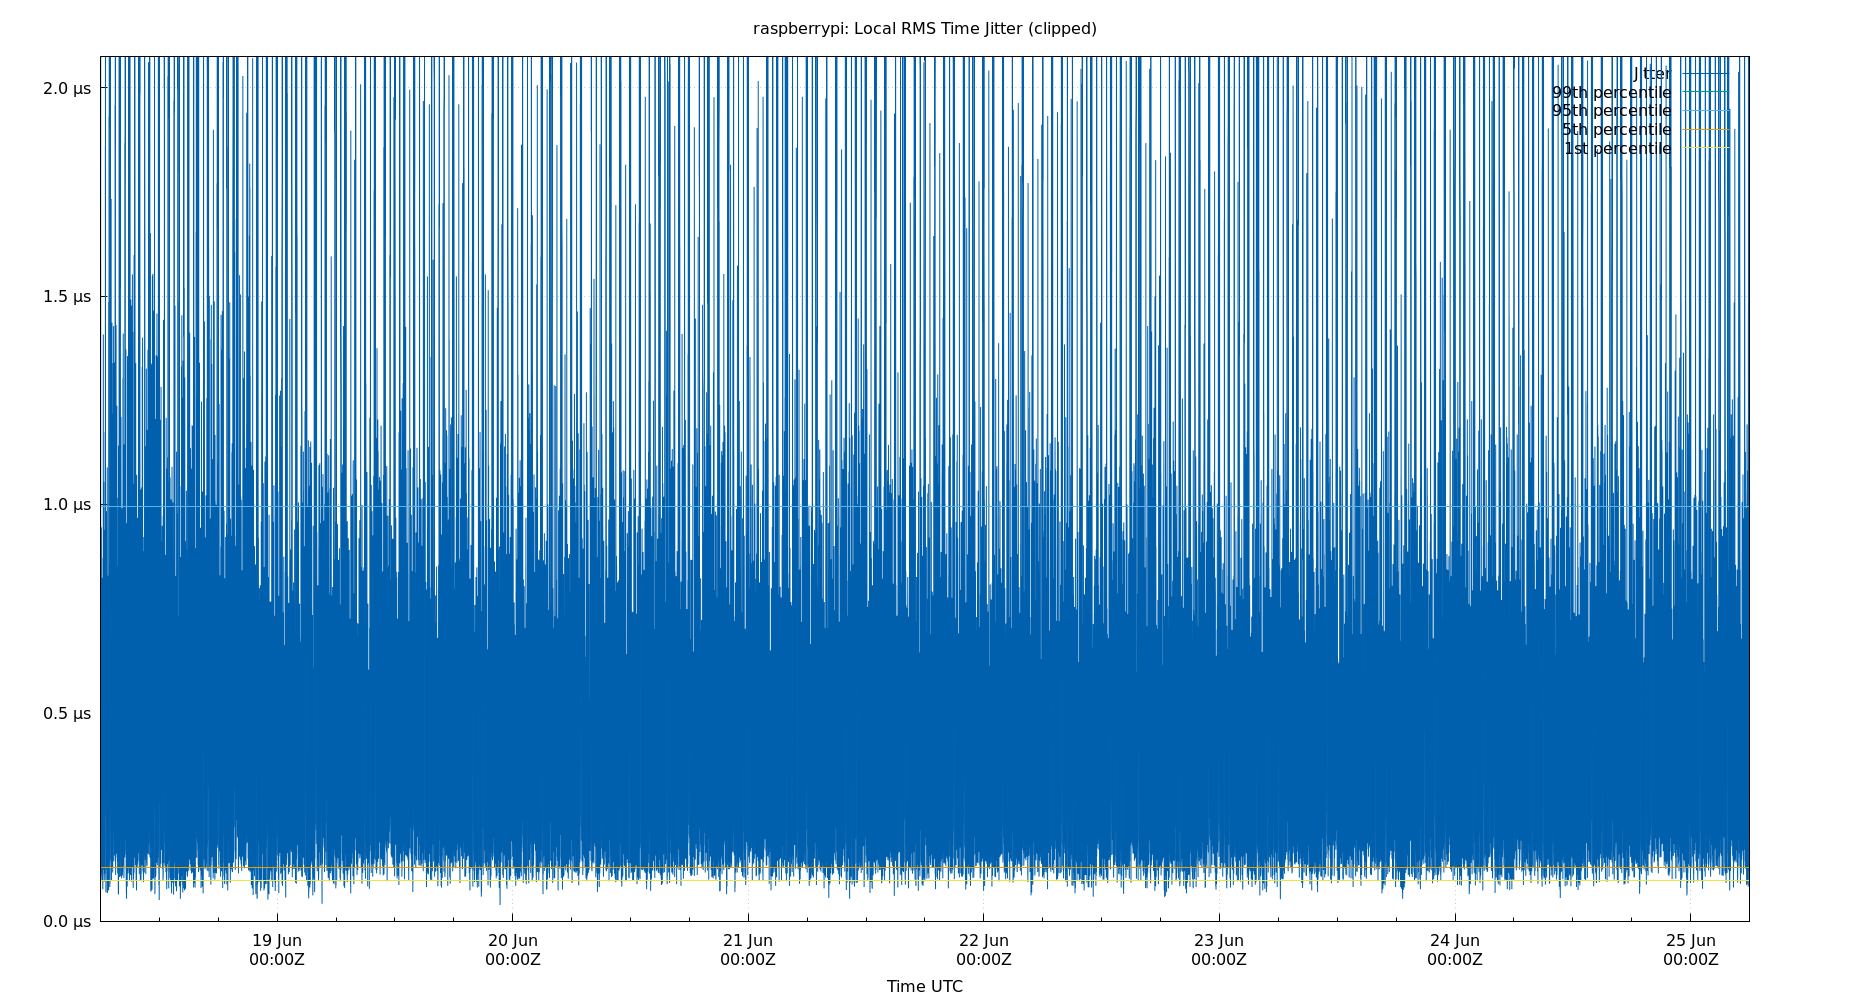 raspberrypi: Local RMS Time Jitter (clipped)
2.0 µs
1.5 µs
1.0 µs
0.5 µs
0.0 µs
Jitter
99th percentile
95th percentile
5th percentile
1st percentile
19 Jun 20 Jun 21 Jun 22 Jun 23 Jun 24 Jun 25 Jun
00:00Z 00:00Z 00:00Z 00:00Z 00:00Z 00:00Z 00:00Z
Time UTC